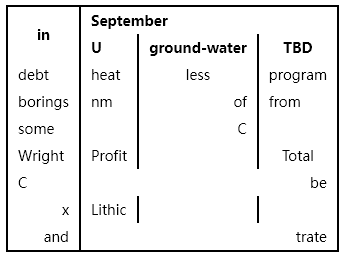 in September
U ground-water TBD
debt heat less program
borings nm of from
some C
Wright Profit Total
C be
x Lithic
and trate